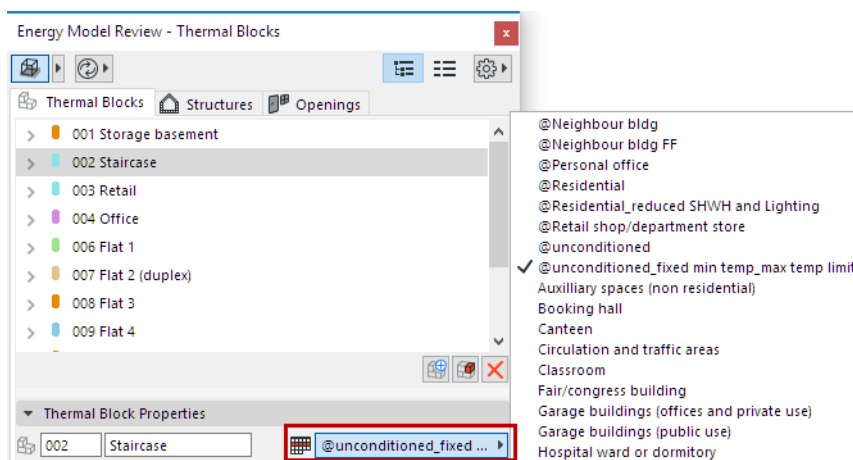 Energy Model Review - Thermal Blocks
x
Thermal Blocks
Structures
Openings
001 Storage basement
002 Staircase
003 Retail
004 Office
006 Flat 1
007 Flat 2 (duplex)
008 Flat 3
009 Flat 4
Thermal Block Properties
002
Staircase
@unconditioned_fixed ...
@Neighbour bldg
@Neighbour bldg FF
@Personal office
@Residential
@Residential_reduced SHWH and Lighting
@Retail shop/department store
@unconditioned
@unconditioned_fixed min temp_max temp limit
Auxilliary spaces (non residential)
Booking hall
Canteen
Circulation and traffic areas
Classroom
Fair/congress building
Garage buildings (offices and private use)
Garage buildings (public use)
Hospital ward or dormitory